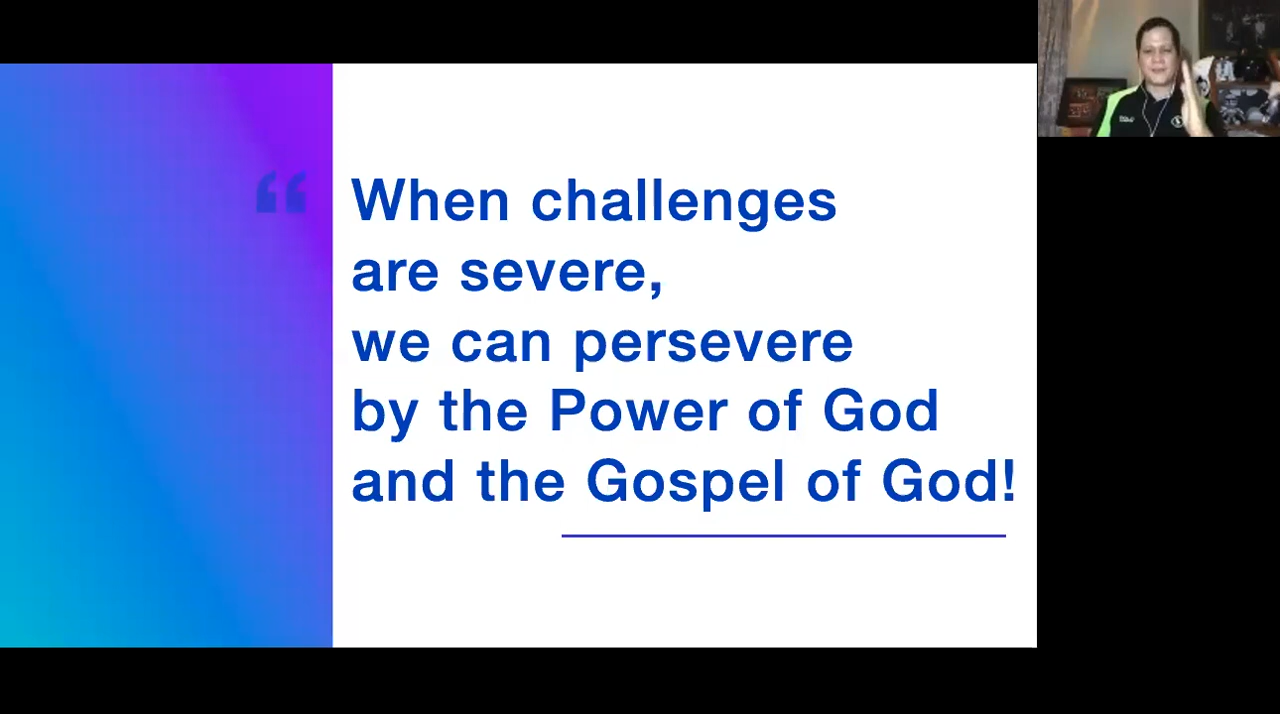 “
When challenges
are severe,
we can persevere
by the Power of God
and the Gospel of God!